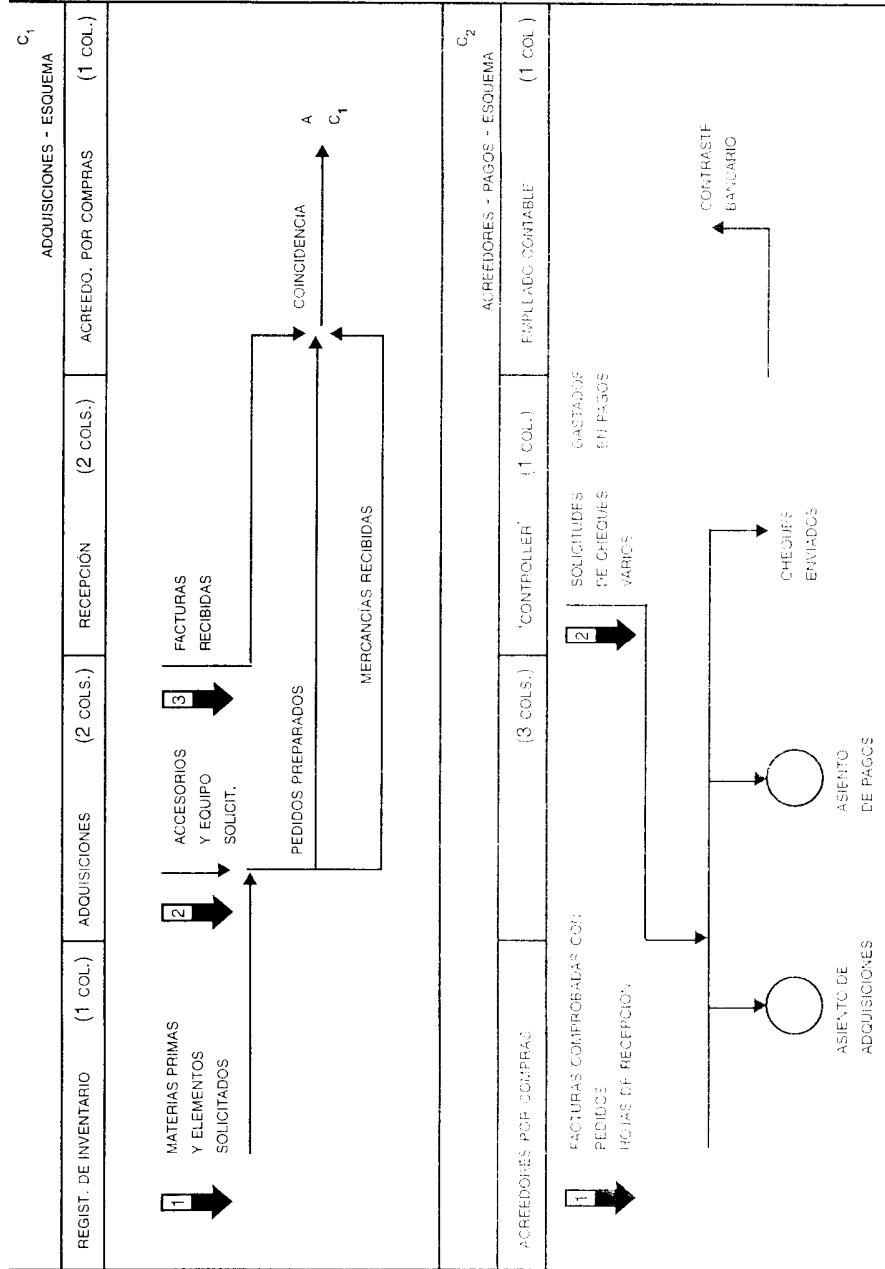 C₁
ADQUISICIONES - ESQUEMA
REGIST. DE INVENTARIO (1 COL.)
ADQUISICIONES (2 COLS.)
RECEPCIÓN (2 COLS.)
ACREEDO. POR COMPRAS (1 COL.)
1
MATERIAS PRIMAS
Y ELEMENTOS
SOLICITADOS
2
ACCESORIOS
Y EQUIPO
SOLICIT.
3
FACTURAS
RECIBIDAS
PEDIDOS PREPARADOS
MERCANCÍAS RECIBIDAS
COINCIDENCIA
A
C₁
C₂
ACREEDORES - PAGOS - ESQUEMA
ACREEDORES POR COMPRAS (3 COLS.)
'CONTROLLER' (1 COL.)
EMPLEADO CONTABLE (1 COL.)
1
FACTURAS COMPROBADAS CON
PEDIDOS
HOJAS DE RECEPCION
2
SOLICITUDES
DE CHEQUES
VARIOS
EN PAGOS
ASIENTO DE
ADQUISICIONES
ASIENTO
DE PAGOS
CHEQUES
ENVIADOS
CONTRASTE
BANCARIO